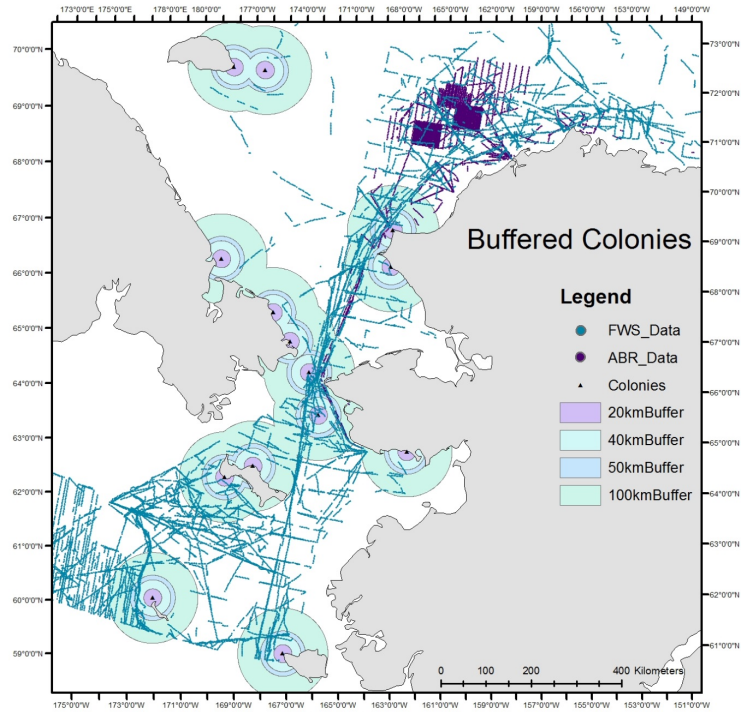 173°0'0"E 175°0'0"E 178°0'0"E 180°0'0" 177°0'0"W 174°0'0"W 171°0'0"W 168°0'0"W 165°0'0"W 162°0'0"W 159°0'0"W 156°0'0"W 153°0'0"W 149°0'0"W
70°0'0"N 73°0'0"N
69°0'0"N 72°0'0"N
68°0'0"N 71°0'0"N
67°0'0"N 70°0'0"N
66°0'0"N 69°0'0"N
65°0'0"N 68°0'0"N
64°0'0"N 67°0'0"N
63°0'0"N 66°0'0"N
62°0'0"N 65°0'0"N
61°0'0"N 64°0'0"N
60°0'0"N 63°0'0"N
59°0'0"N 62°0'0"N
61°0'0"N
Buffered Colonies
Legend
FWS_Data
ABR_Data
Colonies
20kmBuffer
40kmBuffer
50kmBuffer
100kmBuffer
0 100 200 400 Kilometers
175°0'0"W 173°0'0"W 171°0'0"W 169°0'0"W 167°0'0"W 165°0'0"W 163°0'0"W 161°0'0"W 159°0'0"W 157°0'0"W 155°0'0"W